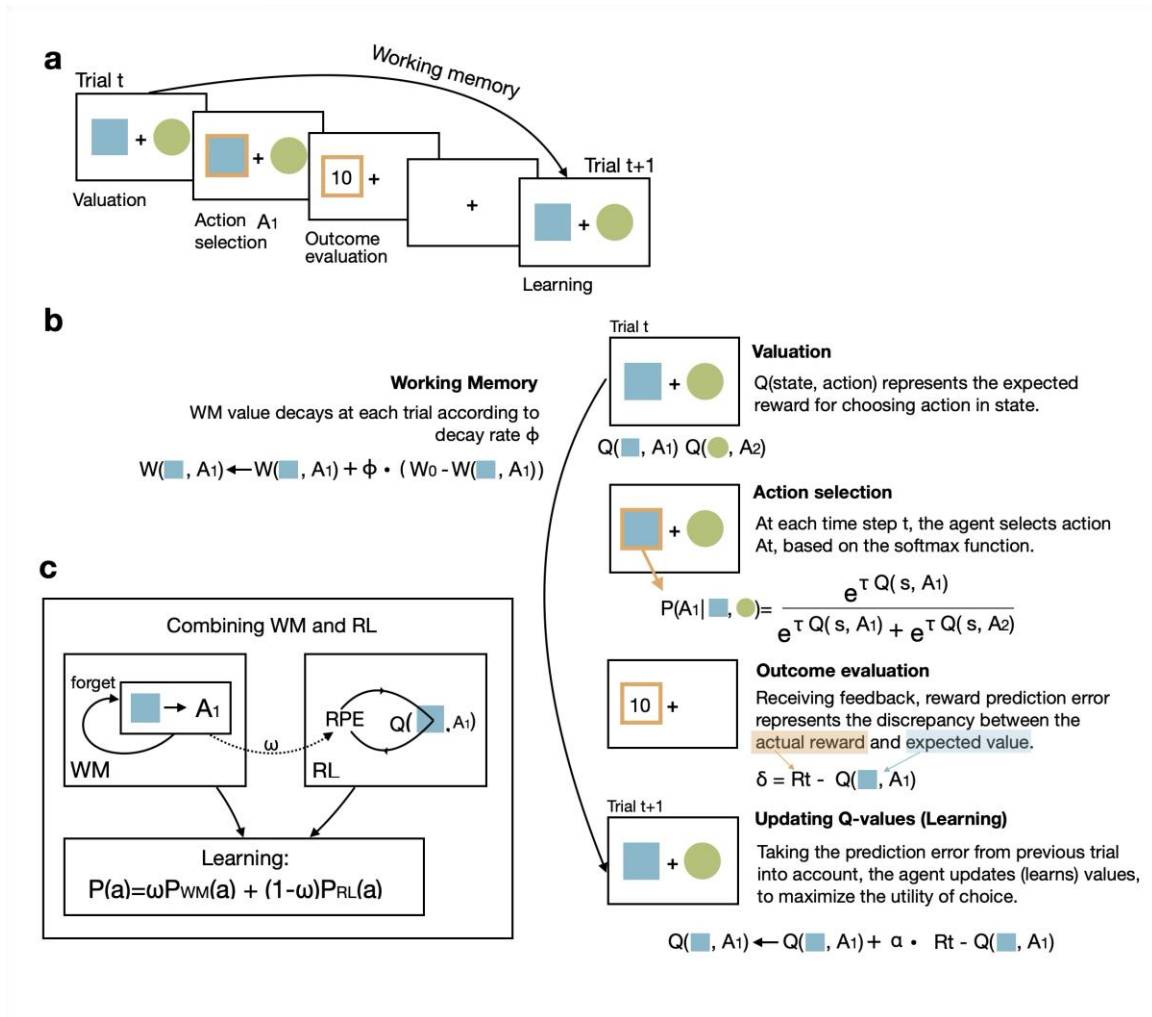 a
Working memory
Trial t
+
Valuation
+
Action A1
selection
10 +
Outcome
evaluation
+
Trial t+1
+
Learning
b
Working Memory
WM value decays at each trial according to
decay rate ϕ
W( , A1)←W( , A1) + ϕ • ( W0 - W( , A1))
Trial t
+
Valuation
Q(state, action) represents the expected
reward for choosing action in state.
Q( , A1) Q( , A2)
+
Action selection
At each time step t, the agent selects action
At, based on the softmax function.
P(A1| , )=
e^τ Q( s, A1)
e^τ Q( s, A1) + e^τ Q( s, A2)
10 +
Outcome evaluation
Receiving feedback, reward prediction error
represents the discrepancy between the
actual reward and expected value.
δ = Rt - Q( , A1)
Trial t+1
+
Updating Q-values (Learning)
Taking the prediction error from previous trial
into account, the agent updates (learns) values,
to maximize the utility of choice.
Q( , A1)←Q( , A1)+ α • Rt - Q( , A1)
c
Combining WM and RL
forget
→ A1
WM
ω
RPE
Q( , A1)
RL
Learning:
P(a)=ωPWM(a) + (1-ω)PRL(a)